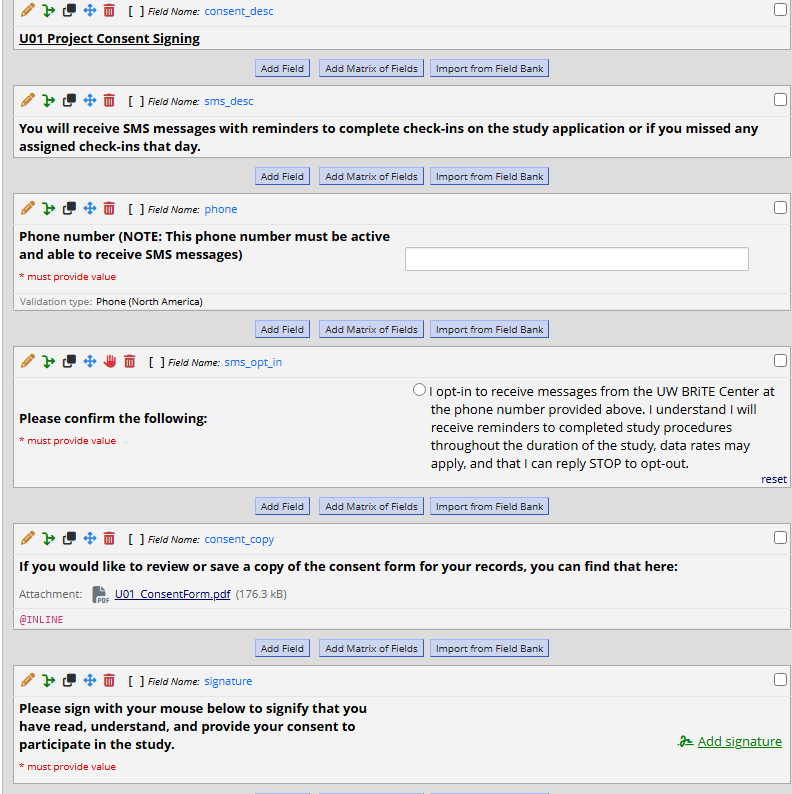 [ ] Field Name: consent_desc
U01 Project Consent Signing
Add Field Add Matrix of Fields Import from Field Bank
[ ] Field Name: sms_desc
You will receive SMS messages with reminders to complete check-ins on the study application or if you missed any
assigned check-ins that day.
Add Field Add Matrix of Fields Import from Field Bank
[ ] Field Name: phone
Phone number (NOTE: This phone number must be active
and able to receive SMS messages)
* must provide value
Validation type: Phone (North America)
Add Field Add Matrix of Fields Import from Field Bank
[ ] Field Name: sms_opt_in
Please confirm the following:
* must provide value
I opt-in to receive messages from the UW BRiTE Center at
the phone number provided above. I understand I will
receive reminders to completed study procedures
throughout the duration of the study, data rates may
apply, and that I can reply STOP to opt-out.
reset
Add Field Add Matrix of Fields Import from Field Bank
[ ] Field Name: consent_copy
If you would like to review or save a copy of the consent form for your records, you can find that here:
Attachment: PDF U01_ConsentForm.pdf (176.3 kB)
@INLINE
Add Field Add Matrix of Fields Import from Field Bank
[ ] Field Name: signature
Please sign with your mouse below to signify that you
have read, understand, and provide your consent to
participate in the study.
* must provide value
Add signature